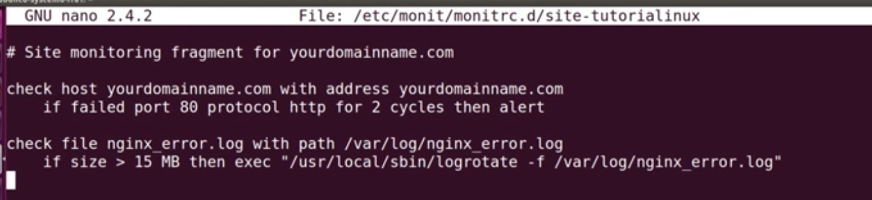 GNU nano 2.4.2 File: /etc/monit/monitrc.d/site-tutorialinux
# Site monitoring fragment for yourdomainname.com
check host yourdomainname.com with address yourdomainname.com
if failed port 80 protocol http for 2 cycles then alert
check file nginx_error.log with path /var/log/nginx_error.log
if size > 15 MB then exec "/usr/local/sbin/logrotate -f /var/log/nginx_error.log"